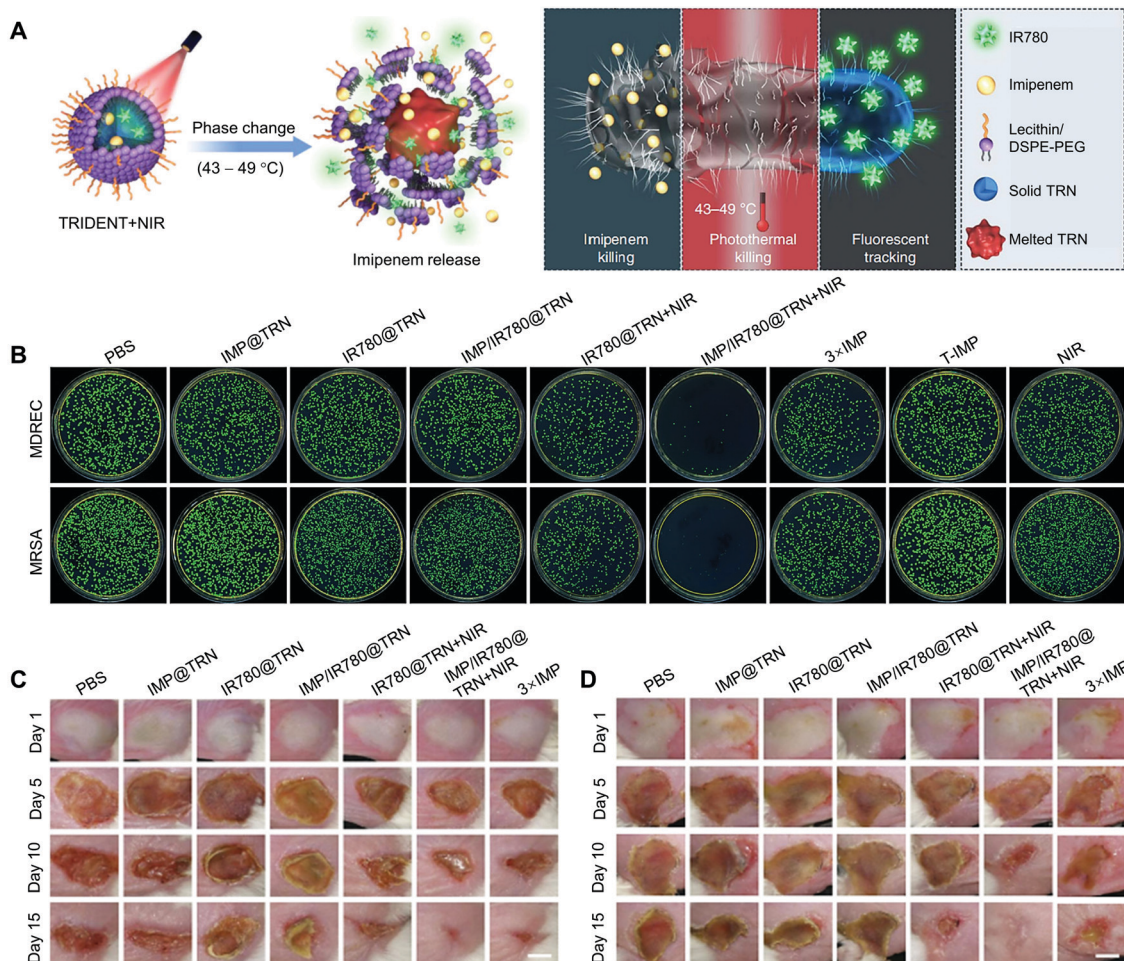 A
Phase change
(43 – 49 °C)
TRIDENT+NIR
Imipenem release
43–49 °C
Imipenem
killing
Photothermal
killing
Fluorescent
tracking
IR780
Imipenem
Lecithin/
DSPE-PEG
Solid TRN
Melted TRN
B
PBS
IMP@TRN
IR780@TRN
IMP/IR780@TRN
IR780@TRN+NIR
IMP/IR780@TRN+NIR
3×IMP
T-IMP
NIR
MDREC
MRSA
C
PBS
IMP@TRN
IR780@TRN
IMP/IR780@TRN
IR780@TRN+NIR
IMP/IR780@
TRN+NIR
3×IMP
Day 1
Day 5
Day 10
Day 15
D
PBS
IMP@TRN
IR780@TRN
IMP/IR780@TRN
IR780@TRN+NIR
IMP/IR780@
TRN+NIR
3×IMP
Day 1
Day 5
Day 10
Day 15